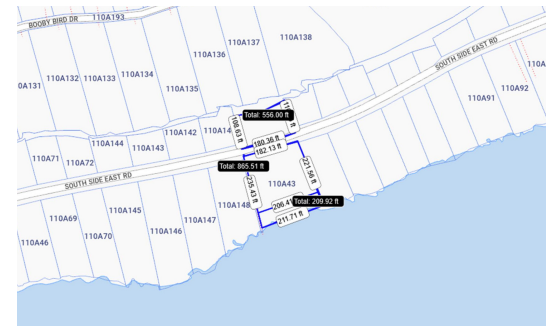 BOOBY BIRD DR
110A193
110A138
110A137
110A136
0A131
110A132
110A133
110A134
110A135
SOUTH SIDE EAST RD
110A
110A92
110A91
Total: 556.00 ft
108.63 ft
180.36 ft
182.13 ft
110A144
110A142
110A14
110A71
110A72
110A143
Total: 865.51 ft
221.56 ft
235.43 ft
SOUTH SIDE EAST RD
110A43
206.41
Total: 209.92 ft
211.71 ft
110A145
110A148
110A69
110A147
110A46
110A70
110A146